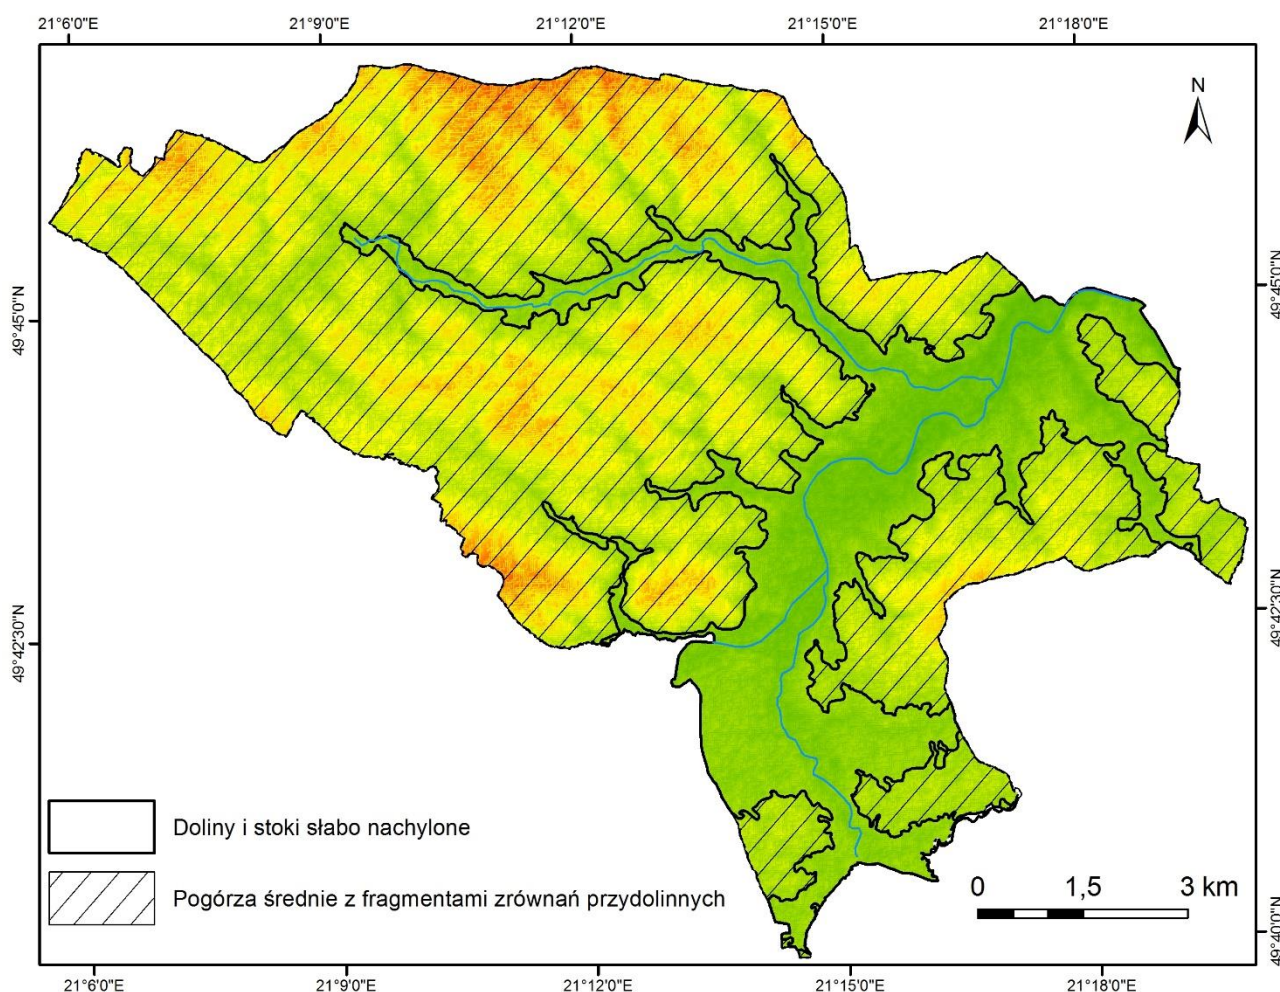 21°6'0"E 21°9'0"E 21°12'0"E 21°15'0"E 21°18'0"E
N
49°45'0"N
49°45'0"N
49°42'30"N
49°42'30"N
Doliny i stoki słabo nachylone
Pogórza średnie z fragmentami zrównań przydolinnych
0 1,5 3 km
49°40'0"N
21°6'0"E 21°9'0"E 21°12'0"E 21°15'0"E 21°18'0"E